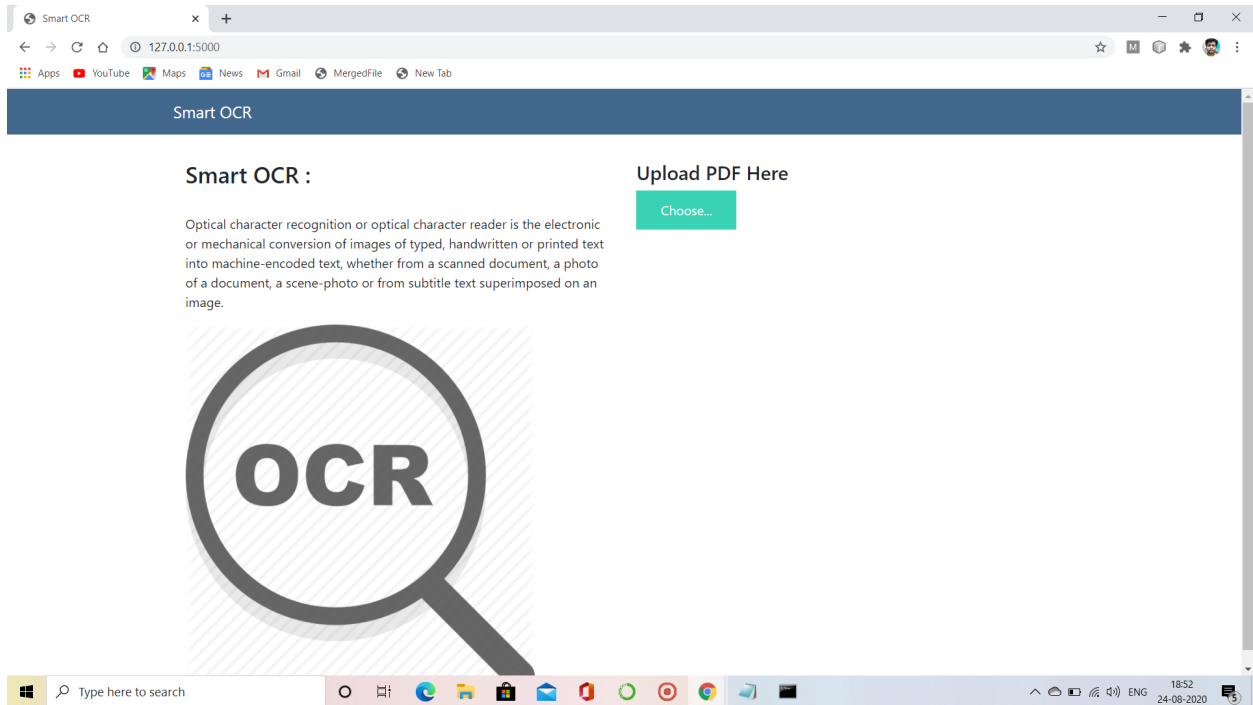 Smart OCR
127.0.0.1:5000
Apps YouTube Maps News Gmail MergedFile New Tab
Smart OCR
Smart OCR :
Optical character recognition or optical character reader is the electronic
or mechanical conversion of images of typed, handwritten or printed text
into machine-encoded text, whether from a scanned document, a photo
of a document, a scene-photo or from subtitle text superimposed on an
image.
OCR
Upload PDF Here
Choose...
Type here to search
ENG
18:52
24-08-2020
5